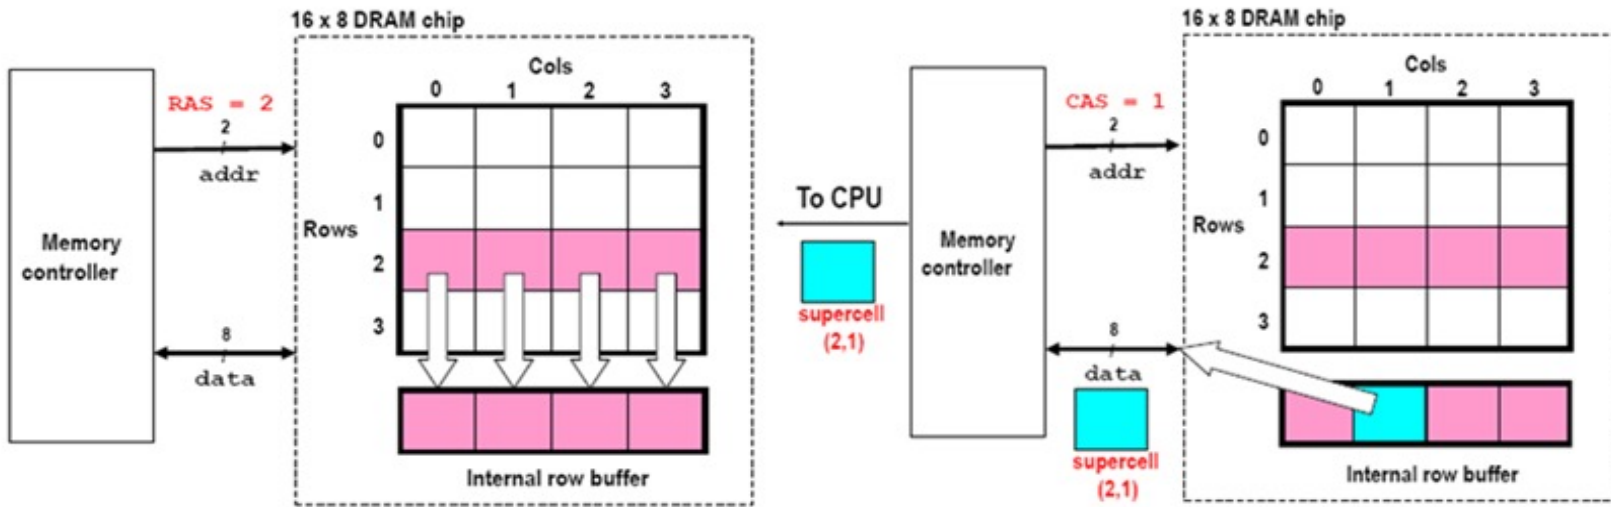 16 x 8 DRAM chip
Cols
0 1 2 3
RAS = 2
2
addr
0
1
Rows
2
3
Memory
controller
8
data
Internal row buffer
16 x 8 DRAM chip
Cols
0 1 2 3
CAS = 1
2
addr
0
1
Rows
2
3
To CPU
supercell
(2,1)
Memory
controller
8
data
supercell
(2,1)
Internal row buffer